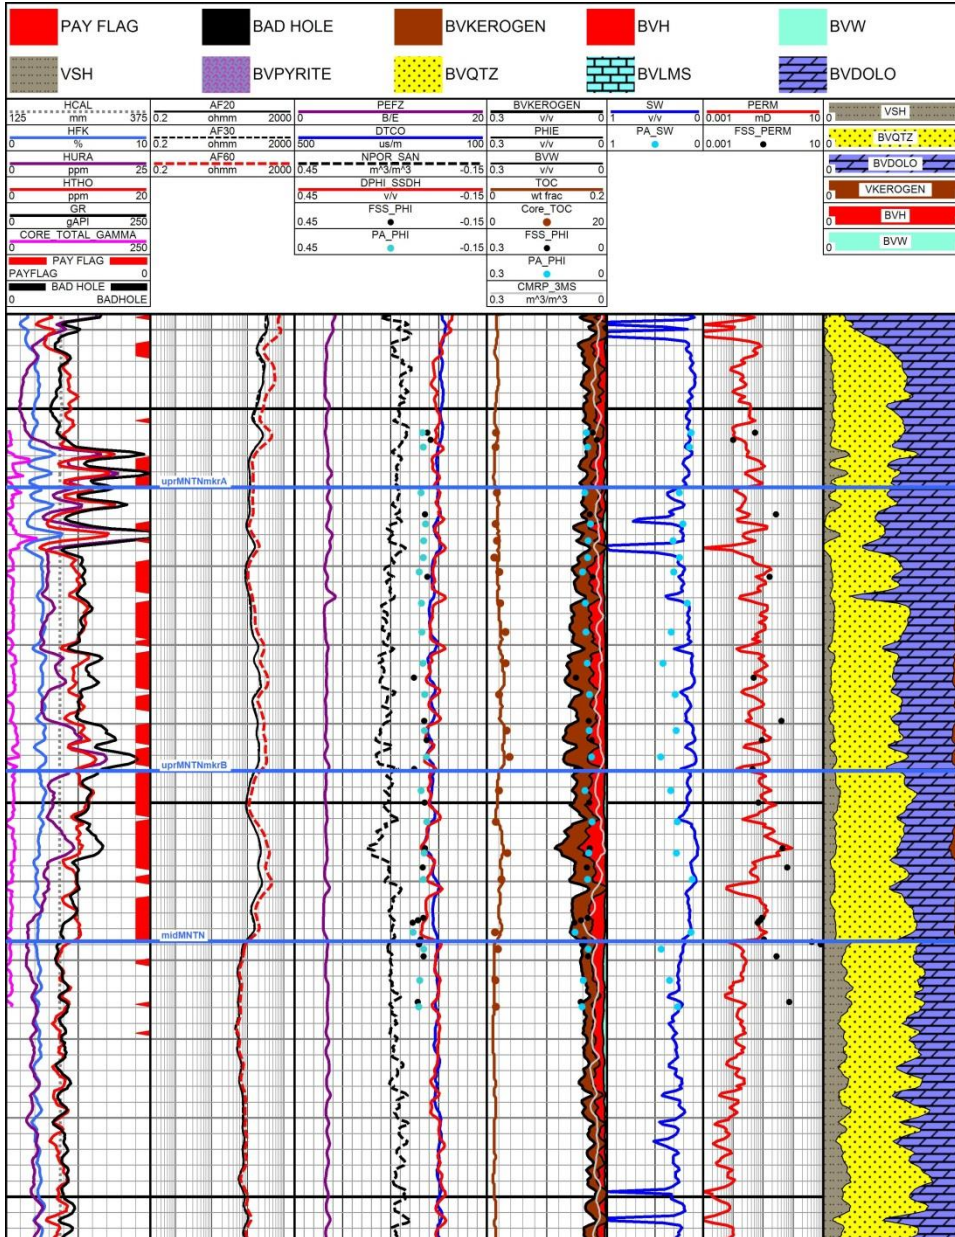 PAY FLAG BAD HOLE BVKEROGEN BVH BVW
VSH BVPYRITE BVQTZ BVLMS BVDOLO
HCAL
125 mm 375
HFK
0 % 10
HURA
0 ppm 25
HTHO
0 ppm 20
GR
0 gAPI 250
CORE_TOTAL_GAMMA
0 250
PAY FLAG
PAYFLAG 0
BAD HOLE
0 BADHOLE
AF20
0.2 ohmm 2000
AF30
0.2 ohmm 2000
AF60
0.2 ohmm 2000
PEFZ
0 B/E 20
DTCO
500 us/m 100
NPOR_SAN
0.45 m^3/m^3 -0.15
DPHI_SSDH
0.45 v/v -0.15
FSS_PHI
0.45 -0.15
PA_PHI
0.45 -0.15
BVKEROGEN
0.3 v/v 0
PHIE
0.3 v/v 0
BVW
0.3 v/v 0
TOC
0 wt frac 0.2
Core_TOC
0 20
FSS_PHI
0.3 0
PA_PHI
0.3 0
CMRP_3MS
0.3 m^3/m^3 0
SW
1 v/v 0
PA_SW
1 0
PERM
0.001 mD 10
FSS_PERM
0.001 10
VSH
0
BVQTZ
0
BVDOLO
0
VKEROGEN
0
BVH
0
BVW
0
uprMNTNmkrA
uprMNTNmkrB
midMNTN